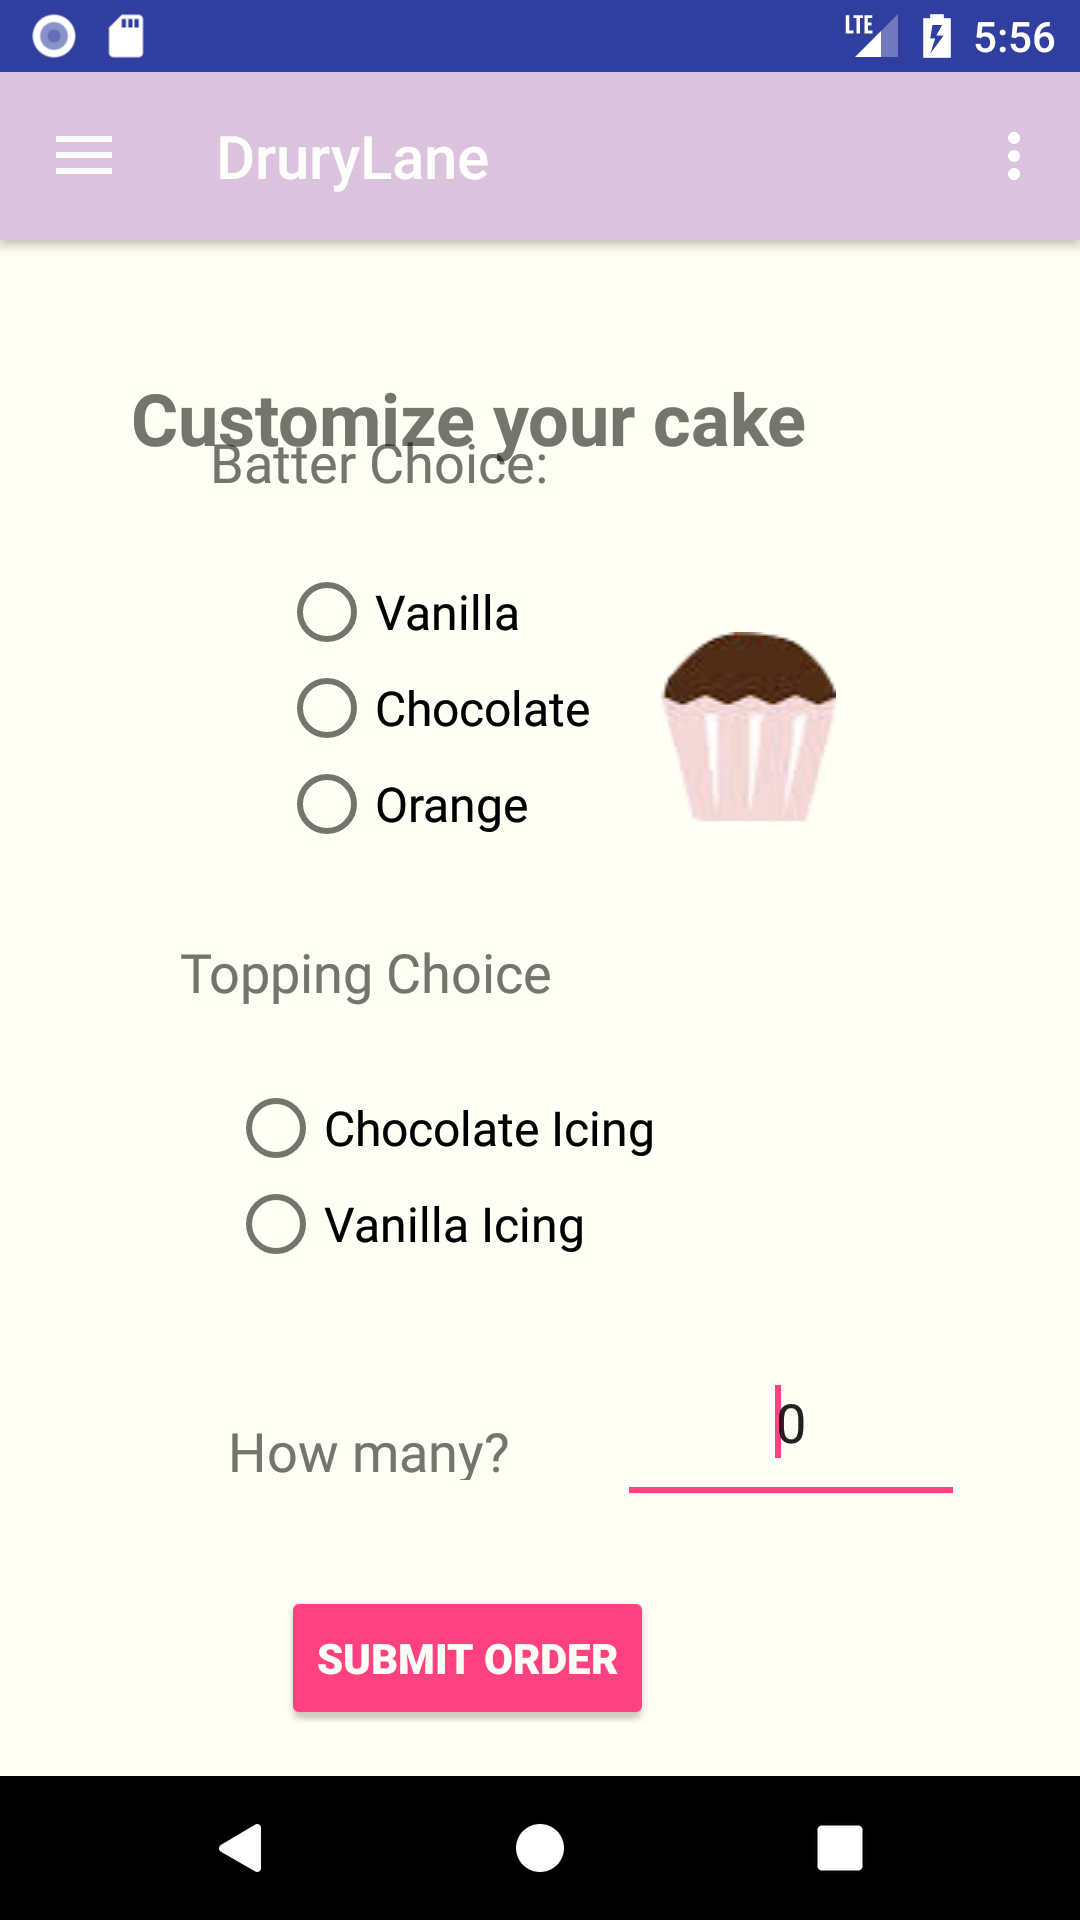 LTE 5:56
DruryLane
Customize your cake
Batter Choice:
Vanilla
Chocolate
Orange
Topping Choice
Chocolate Icing
Vanilla Icing
How many? 0
SUBMIT ORDER